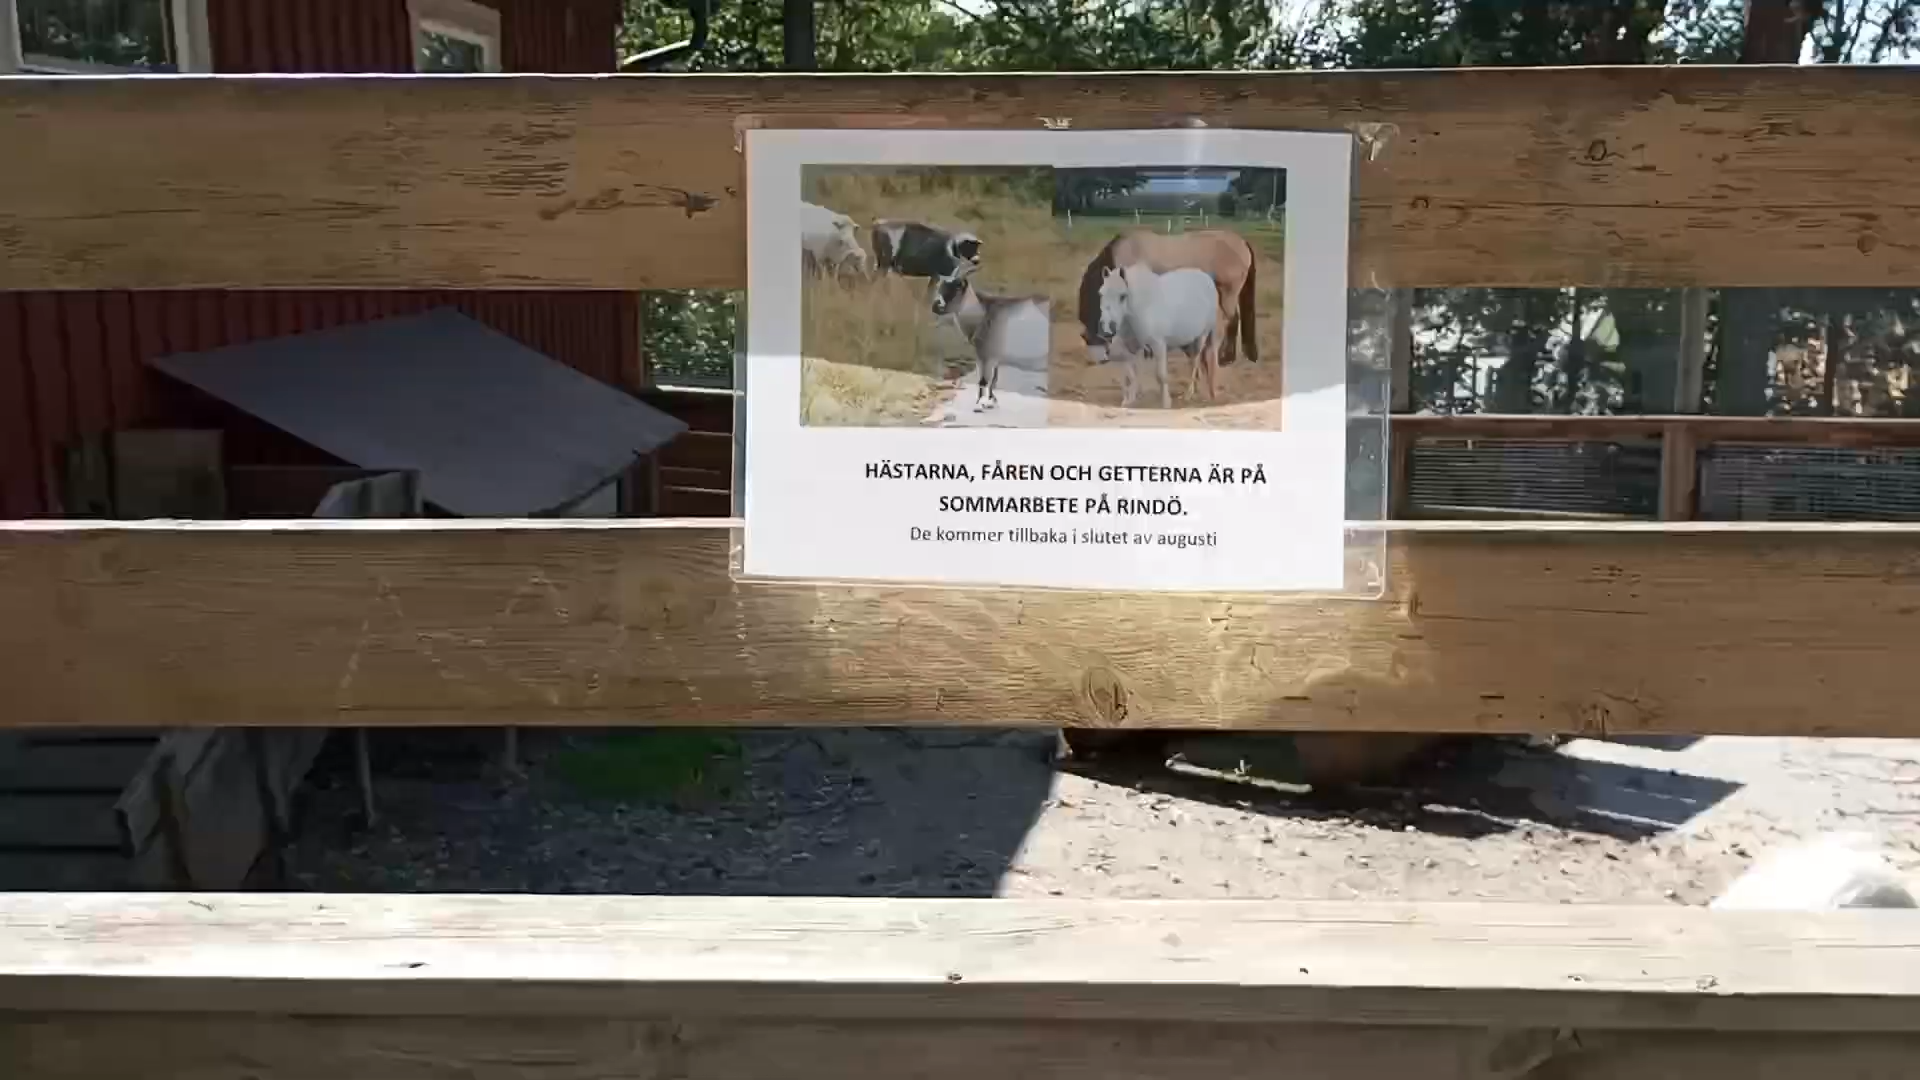 HÄSTARNA, FÅREN OCH GETTERNA ÄR PÅ
SOMMARBETE PÅ RINDÖ.
De kommer tillbaka i slutet av augusti